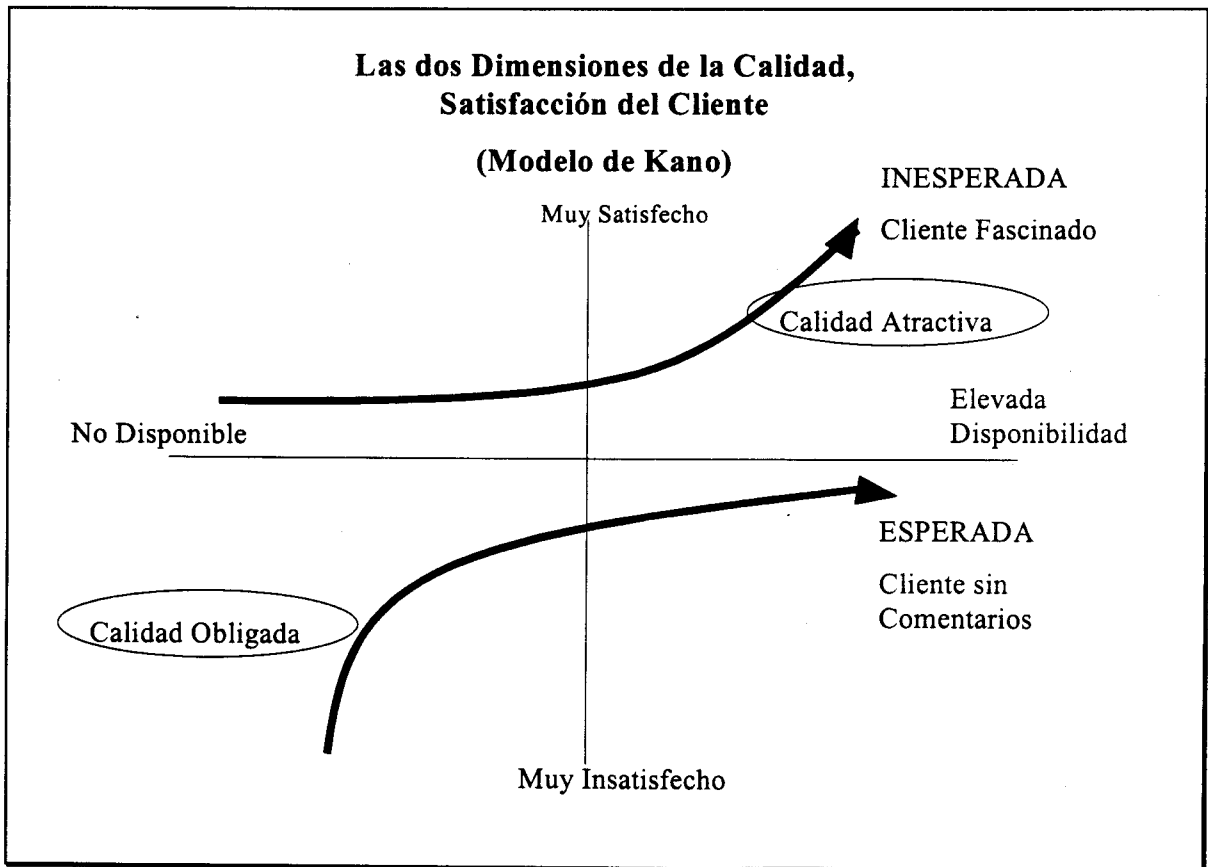 Las dos Dimensiones de la Calidad,
Satisfacción del Cliente
(Modelo de Kano)
INESPERADA
Muy Satisfecho
Cliente Fascinado
Calidad Atractiva
Elevada
No Disponible
Disponibilidad
ESPERADA
Cliente sin
Comentarios
Calidad Obligada
Muy Insatisfecho